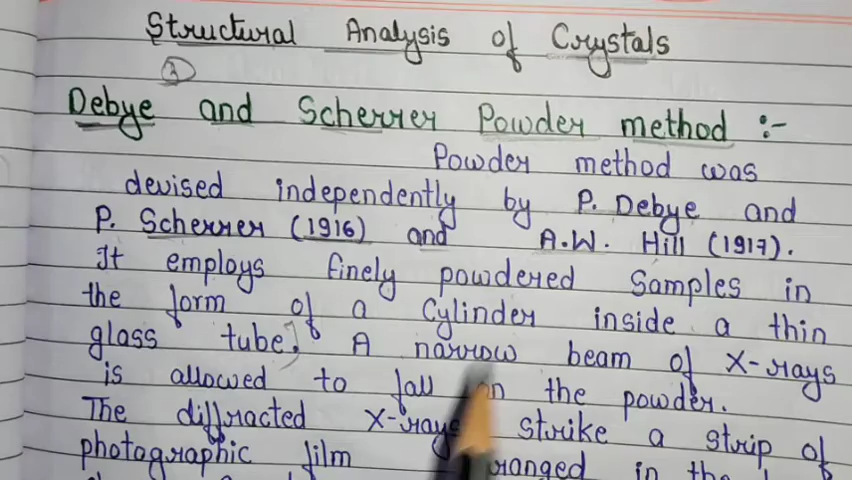 Structural Analysis of Crystals
3
Debye and Scherrer Powder method :-
Powder method was
devised independently by P. Debye and
P. Scherrer (1916) and A.W. Hill (1917).
It employs finely powdered Samples in
the form of a Cylinder inside a thin
glass tube. A narrow beam of X-rays
is allowed to fall on the powder.
The diffracted X-rays strike a strip of
photographic film in the